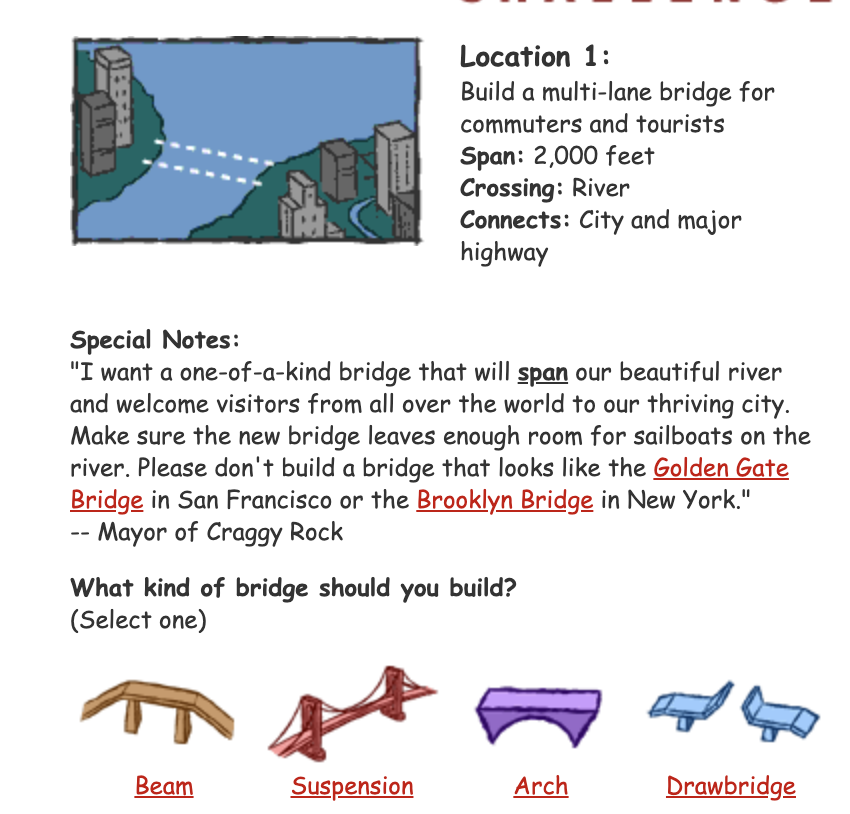 Location 1:
Build a multi-lane bridge for
commuters and tourists
Span: 2,000 feet
Crossing: River
Connects: City and major
highway
Special Notes:
"I want a one-of-a-kind bridge that will span our beautiful river
and welcome visitors from all over the world to our thriving city.
Make sure the new bridge leaves enough room for sailboats on the
river. Please don't build a bridge that looks like the Golden Gate
Bridge in San Francisco or the Brooklyn Bridge in New York."
-- Mayor of Craggy Rock
What kind of bridge should you build?
(Select one)
Beam
Suspension
Arch
Drawbridge